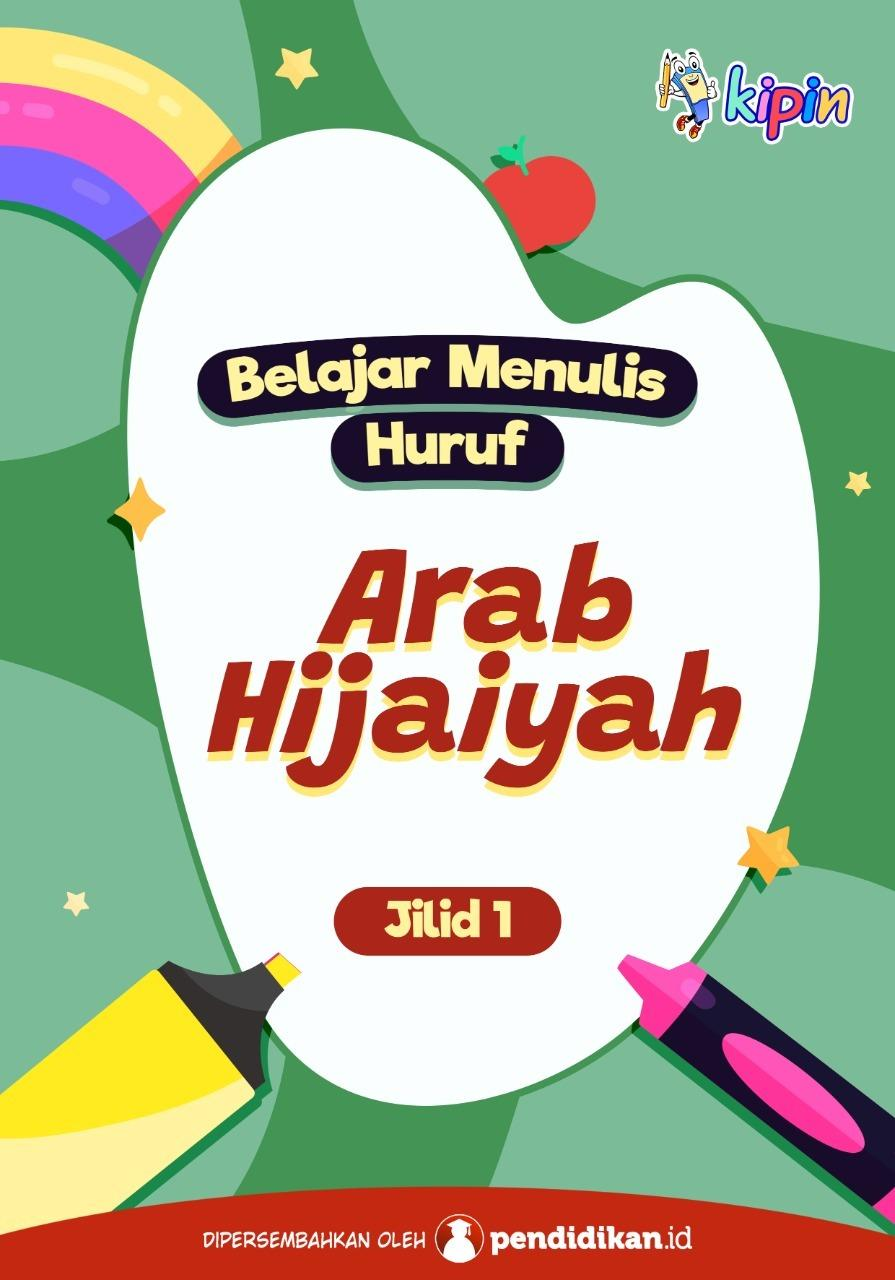 kipin
Belajar Menulis
Huruf
Arab
Hijaiyah
Jilid 1
DIPERSEMBAHKAN OLEH pendidikan.id